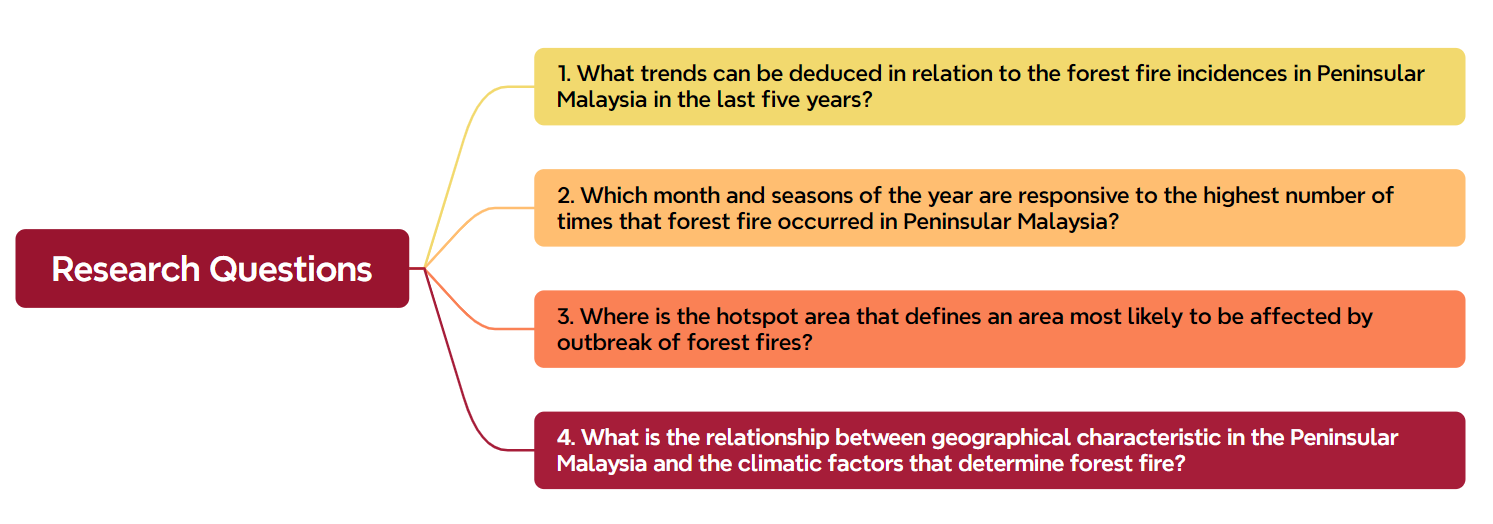 Research Questions
1. What trends can be deduced in relation to the forest fire incidences in Peninsular
Malaysia in the last five years?
2. Which month and seasons of the year are responsive to the highest number of
times that forest fire occurred in Peninsular Malaysia?
3. Where is the hotspot area that defines an area most likely to be affected by
outbreak of forest fires?
4. What is the relationship between geographical characteristic in the Peninsular
Malaysia and the climatic factors that determine forest fire?